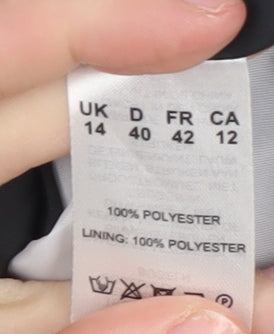 UK D FR CA
14 40 42 12
100% POLYESTER
LINING: 100% POLYESTER